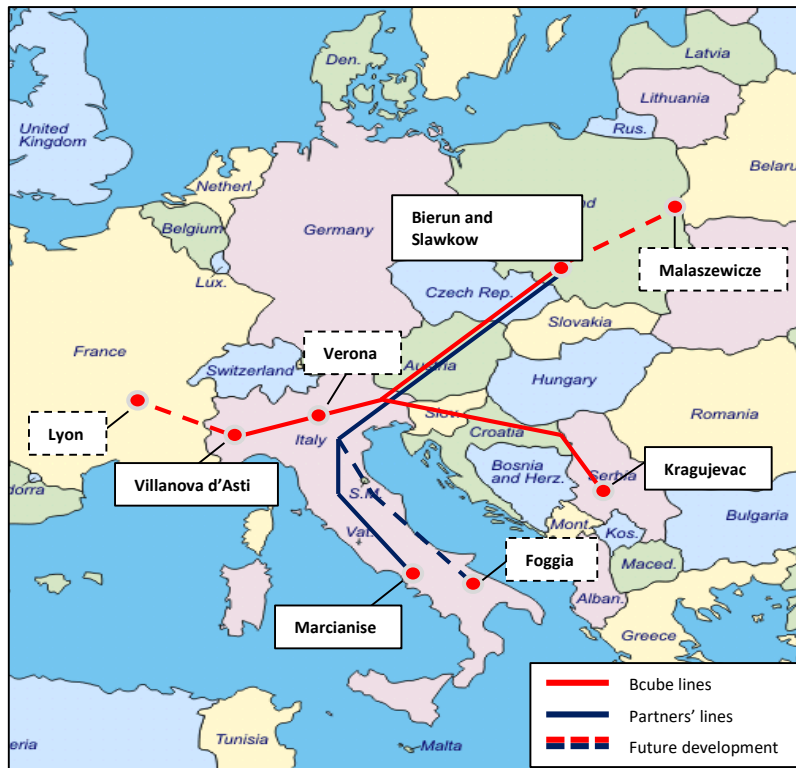 Latvia
Den.
Lithuania
United
Kingdom
Rus.
Belaru
Netherl.
Bierun and
Slawkow
nd
Belgium
Germany
Malaszewicze
Lux.
Czech Rep.
Slovakia
France
Verona
Austria
Switzerland
Hungary
Lyon
Slov.
Romania
Italy
Croatia
Villanova d’Asti
Bosnia
and Herz.
Serbia
Kragujevac
dorra
S.M.
Mont.
Bulgaria
Vat.
Kos.
Foggia
Maced.
Marcianise
Alban.
Greece
Bcube lines
Partners’ lines
Tunisia
Malta
Future development
eria